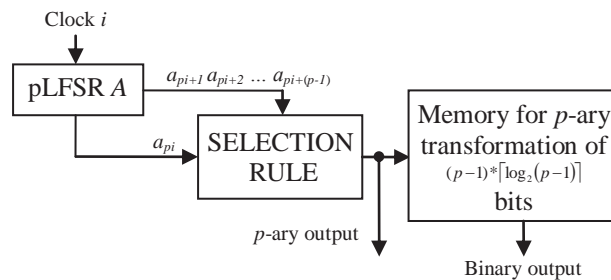 Clock i
pLFSR A
a_{pi+1} a_{pi+2} ... a_{pi+(p-1)}
a_{pi}
SELECTION
RULE
p-ary output
Memory for p-ary
transformation of
(p−1)*⌈log₂(p−1)⌉
bits
Binary output